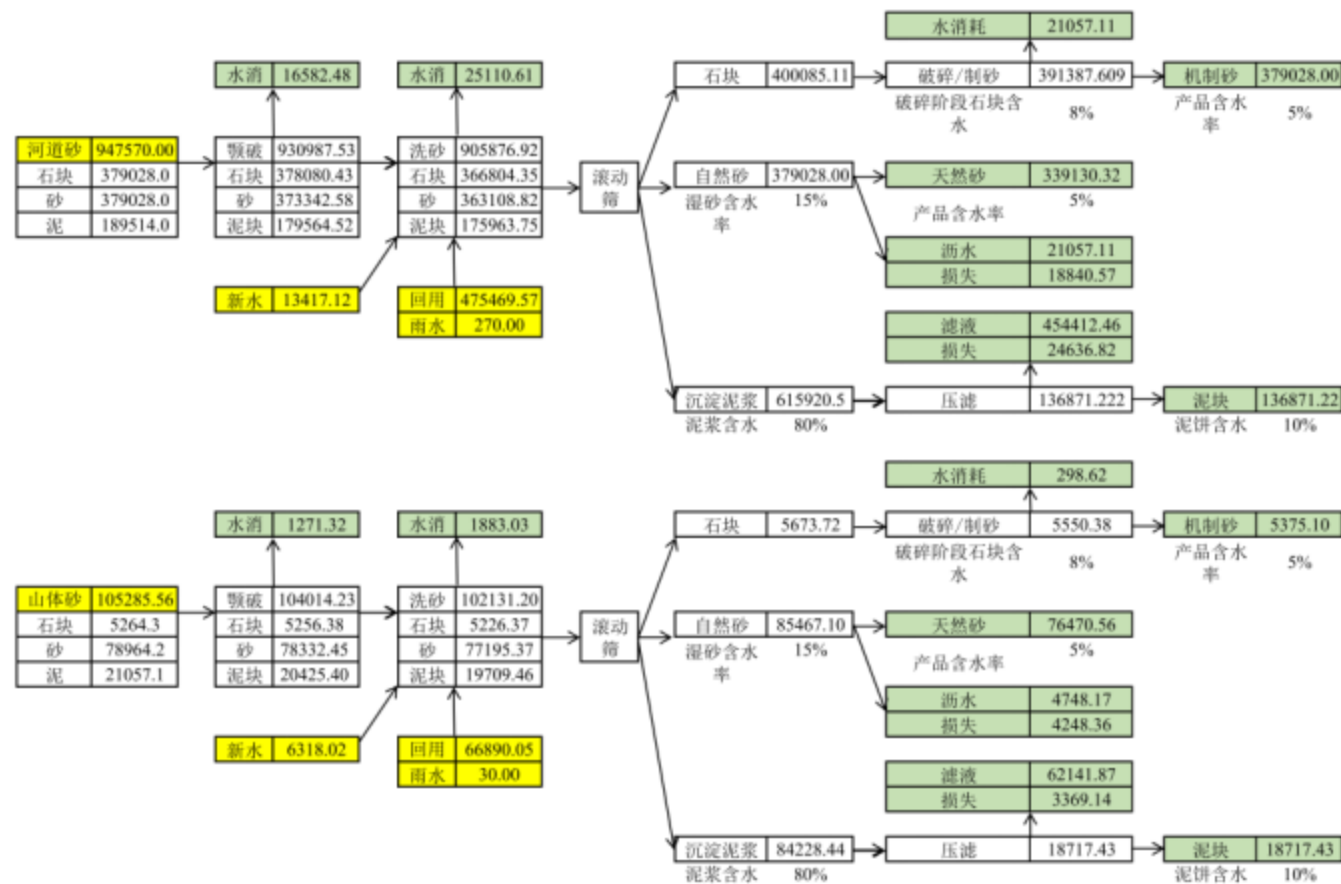 水消耗 21057.11
水消 16582.48
水消 25110.61
石块 400085.11
破碎/制砂 391387.609
机制砂 379028.00
破碎阶段石块含水 8%
产品含水率 5%
河道砂 947570.00
石块 379028.0
砂 379028.0
泥 189514.0
颚破 930987.53
石块 378080.43
砂 373342.58
泥块 179564.52
洗砂 905876.92
石块 366804.35
砂 363108.82
泥块 175963.75
滚动筛
自然砂 379028.00
湿砂含水率 15%
天然砂 339130.32
产品含水率 5%
沥水 21057.11
损失 18840.57
新水 13417.12
回用 475469.57
雨水 270.00
滤液 454412.46
损失 24636.82
沉淀泥浆 615920.5
泥浆含水 80%
压滤 136871.222
泥块 136871.22
泥饼含水 10%
水消耗 298.62
水消 1271.32
水消 1883.03
石块 5673.72
破碎/制砂 5550.38
机制砂 5375.10
破碎阶段石块含水 8%
产品含水率 5%
山体砂 105285.56
石块 5264.3
砂 78964.2
泥 21057.1
颚破 104014.23
石块 5256.38
砂 78332.45
泥块 20425.40
洗砂 102131.20
石块 5226.37
砂 77195.37
泥块 19709.46
滚动筛
自然砂 85467.10
湿砂含水率 15%
天然砂 76470.56
产品含水率 5%
沥水 4748.17
损失 4248.36
新水 6318.02
回用 66890.05
雨水 30.00
滤液 62141.87
损失 3369.14
沉淀泥浆 84228.44
泥浆含水 80%
压滤 18717.43
泥块 18717.43
泥饼含水 10%